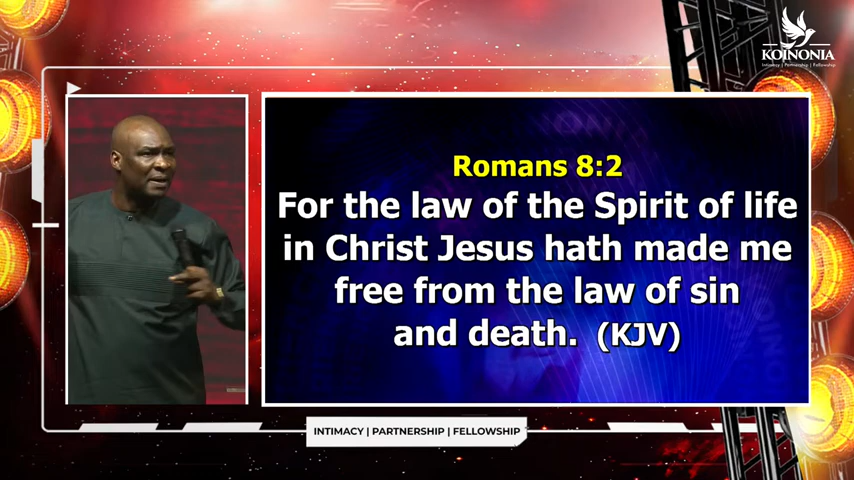 KOINONIA
Intimacy | Partnership | Fellowship
Romans 8:2
For the law of the Spirit of life
in Christ Jesus hath made me
free from the law of sin
and death. (KJV)
INTIMACY | PARTNERSHIP | FELLOWSHIP